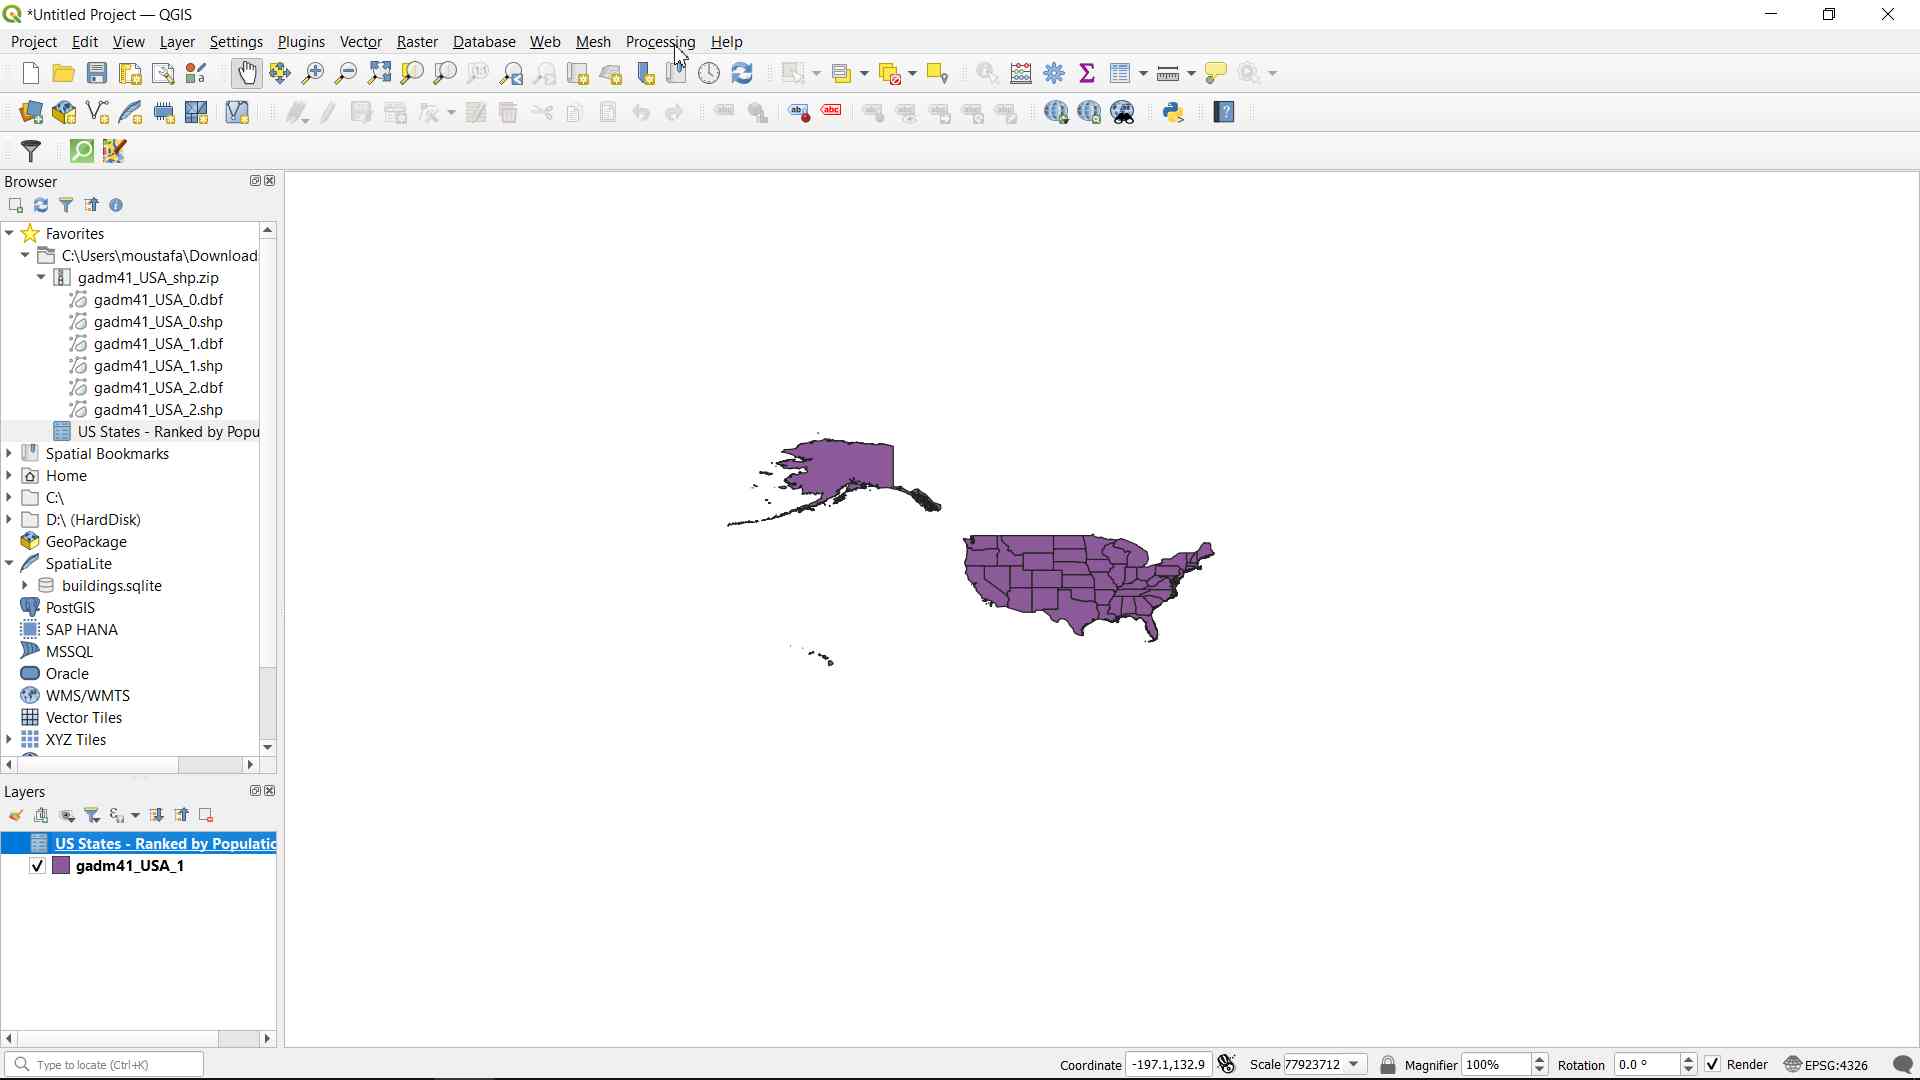 *Untitled Project — QGIS
Project Edit View Layer Settings Plugins Vector Raster Database Web Mesh Processing Help
Browser
Favorites
C:\Users\moustafa\Download
gadm41_USA_shp.zip
gadm41_USA_0.dbf
gadm41_USA_0.shp
gadm41_USA_1.dbf
gadm41_USA_1.shp
gadm41_USA_2.dbf
gadm41_USA_2.shp
US States - Ranked by Popu
Spatial Bookmarks
Home
C:\
D:\ (HardDisk)
GeoPackage
SpatiaLite
buildings.sqlite
PostGIS
SAP HANA
MSSQL
Oracle
WMS/WMTS
Vector Tiles
XYZ Tiles
Layers
US States - Ranked by Populatic
gadm41_USA_1
Type to locate (Ctrl+K)
Coordinate -197.1,132.9 Scale 77923712 Magnifier 100% Rotation 0.0 ° Render EPSG:4326